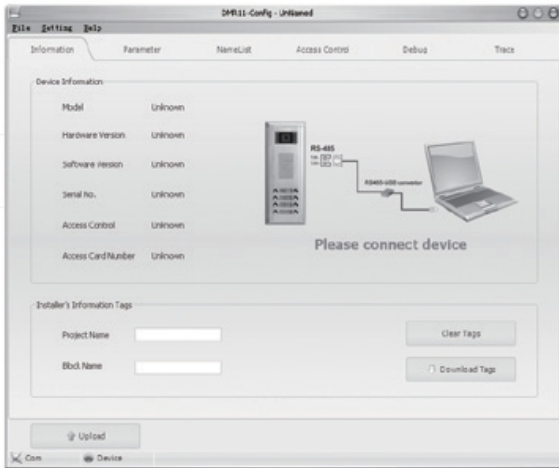 DMR11-Config - UnNamed
File Setting Help
Information Parameter NameList Access Control Debug Trace
Device Information
Model Unknown
Hardware Version Unknown
Software Version Unknown
Serial No. Unknown
Access Control Unknown
Access Card Number Unknown
RS-485
RS485-USB convertor
Please connect device
Installer's Information Tags
Project Name
Block Name
Clear Tags
Download Tags
Upload
Com Device